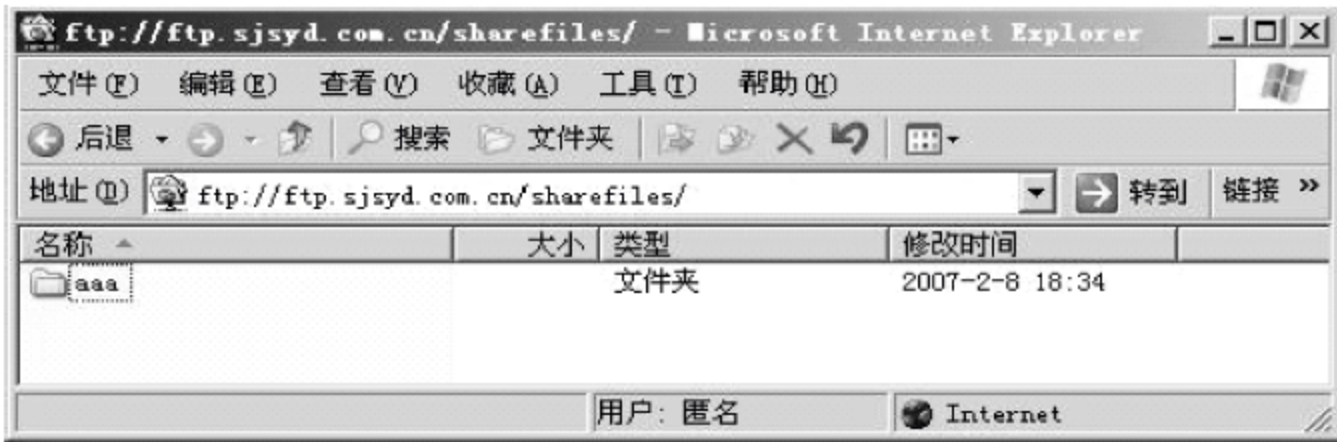 ftp://ftp.sjsyd.com.cn/sharefiles/ - Microsoft Internet Explorer
文件(F) 编辑(E) 查看(V) 收藏(A) 工具(T) 帮助(H)
后退 搜索 文件夹
地址(D) ftp://ftp.sjsyd.com.cn/sharefiles/ 转到 链接 »
名称 大小 类型 修改时间
aaa 文件夹 2007-2-8 18:34
用户: 匿名 Internet